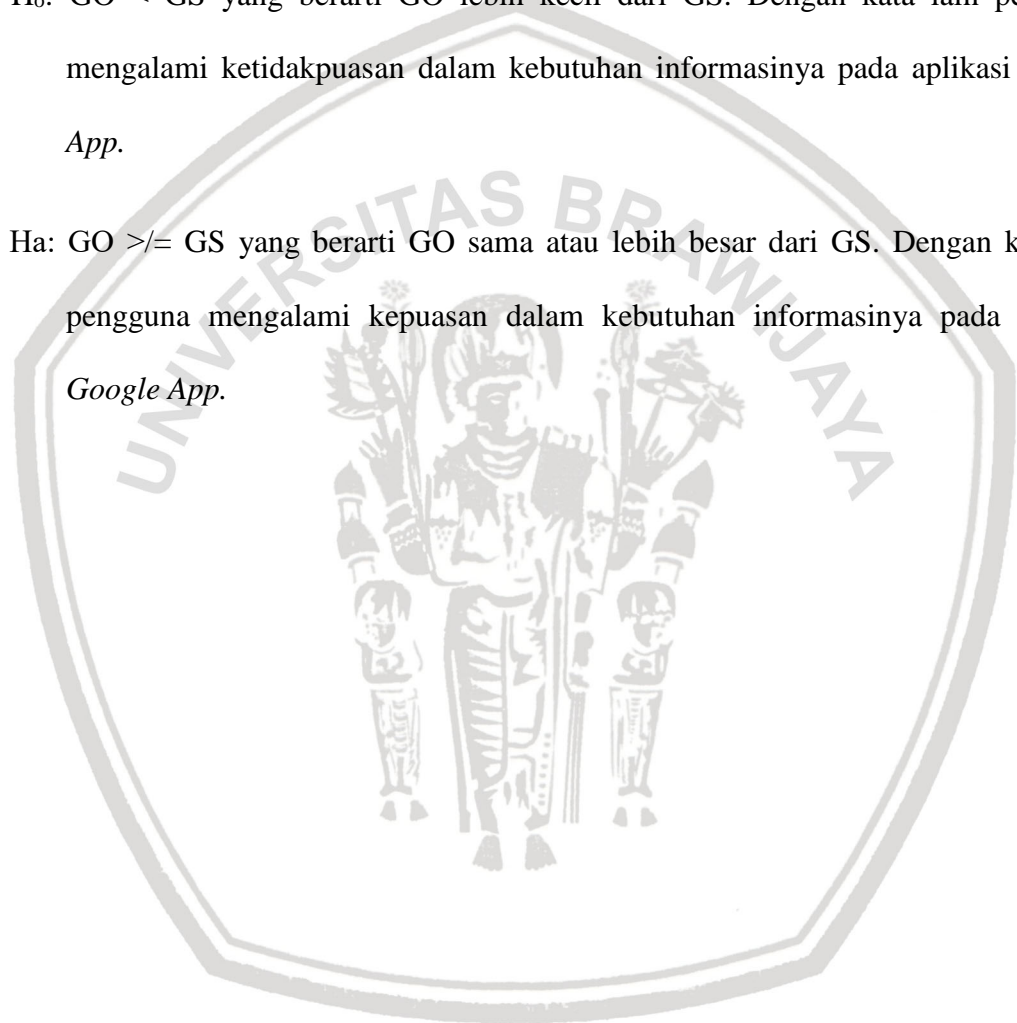 H₀: GO < GS yang berarti GO lebih kecil dari GS. Dengan kata lain
mengalami ketidakpuasan dalam kebutuhan informasinya pada aplikasi
App.
Ha: GO >/= GS yang berarti GO sama atau lebih besar dari GS. Dengan
pengguna mengalami kepuasan dalam kebutuhan informasinya pada
Google App.
UNIVERSITAS BRAWIJAYA